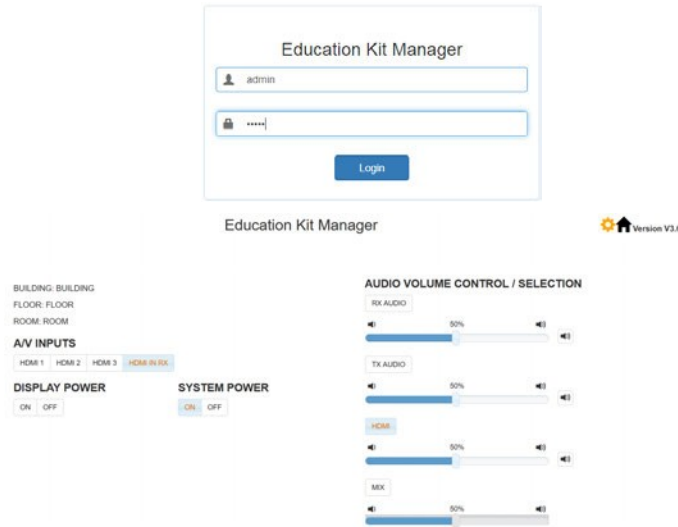 Education Kit Manager
admin
•••••
Login
Education Kit Manager
Version V3.0
BUILDING: BUILDING
FLOOR: FLOOR
ROOM: ROOM
A/V INPUTS
HDMI 1 HDMI 2 HDMI 3 HDMI IN RX
DISPLAY POWER SYSTEM POWER
ON OFF ON OFF
AUDIO VOLUME CONTROL / SELECTION
RX AUDIO
50%
TX AUDIO
50%
HDMI
50%
MIX
50%